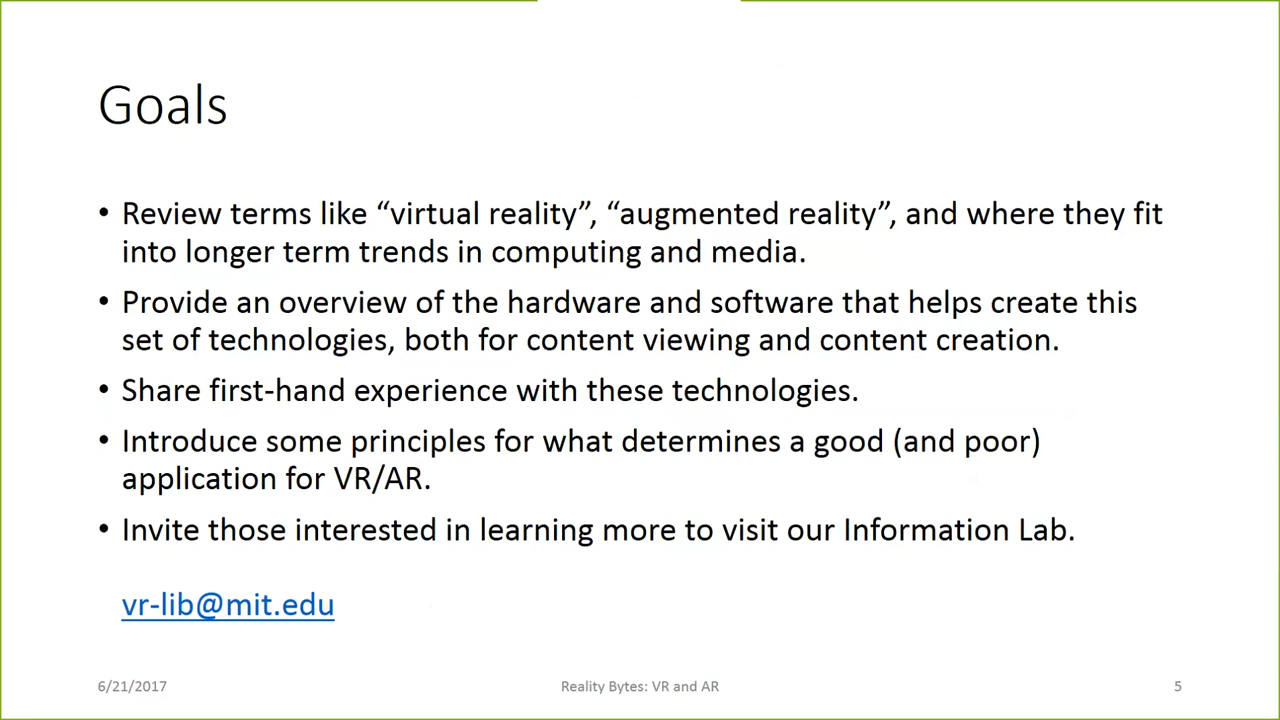 Goals
• Review terms like “virtual reality”, “augmented reality”, and where they fit
into longer term trends in computing and media.
• Provide an overview of the hardware and software that helps create this
set of technologies, both for content viewing and content creation.
• Share first-hand experience with these technologies.
• Introduce some principles for what determines a good (and poor)
application for VR/AR.
• Invite those interested in learning more to visit our Information Lab.
vr-lib@mit.edu
6/21/2017
Reality Bytes: VR and AR
5